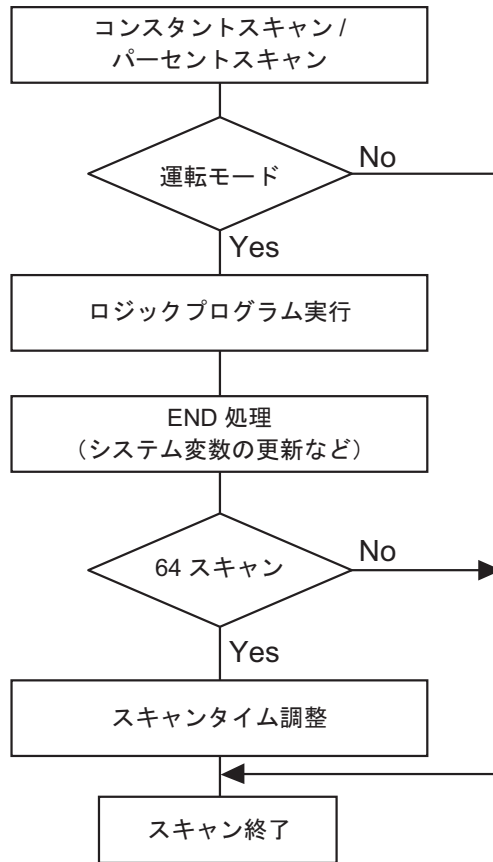 コンスタントスキャン /
パーセントスキャン
運転モード
No
Yes
ロジックプログラム実行
END 処理
（システム変数の更新など）
64 スキャン
No
Yes
スキャンタイム調整
スキャン終了